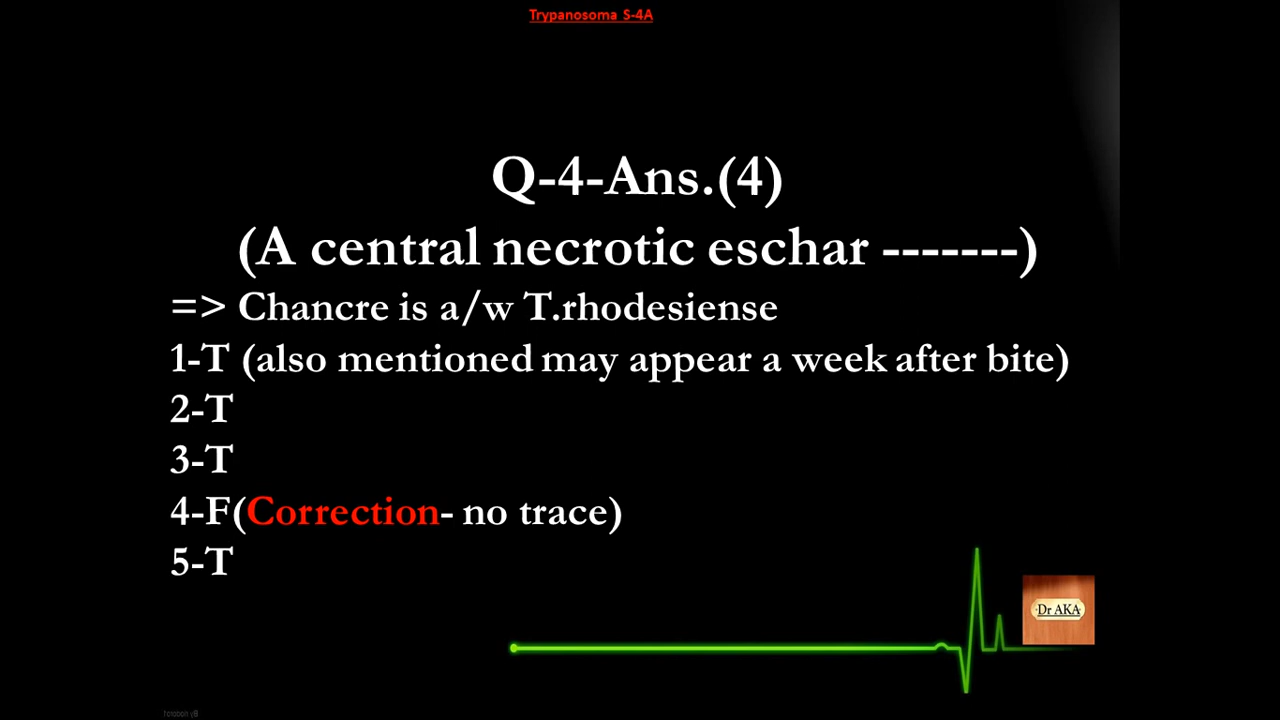 Trypanosoma S-4A
Q-4-Ans.(4)
(A central necrotic eschar -------)
=> Chancre is a/w T.rhodesiense
1-T (also mentioned may appear a week after bite)
2-T
3-T
4-F(Correction- no trace)
5-T
Dr AKA